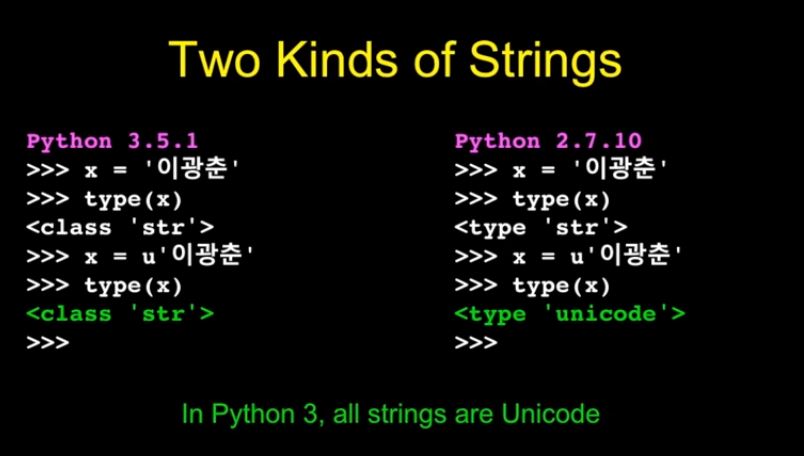 Two Kinds of Strings
Python 3.5.1
>>> x = '이광춘'
>>> type(x)
<class 'str'>
>>> x = u'이광춘'
>>> type(x)
<class 'str'>
>>>
Python 2.7.10
>>> x = '이광춘'
>>> type(x)
<type 'str'>
>>> x = u'이광춘'
>>> type(x)
<type 'unicode'>
>>>
In Python 3, all strings are Unicode